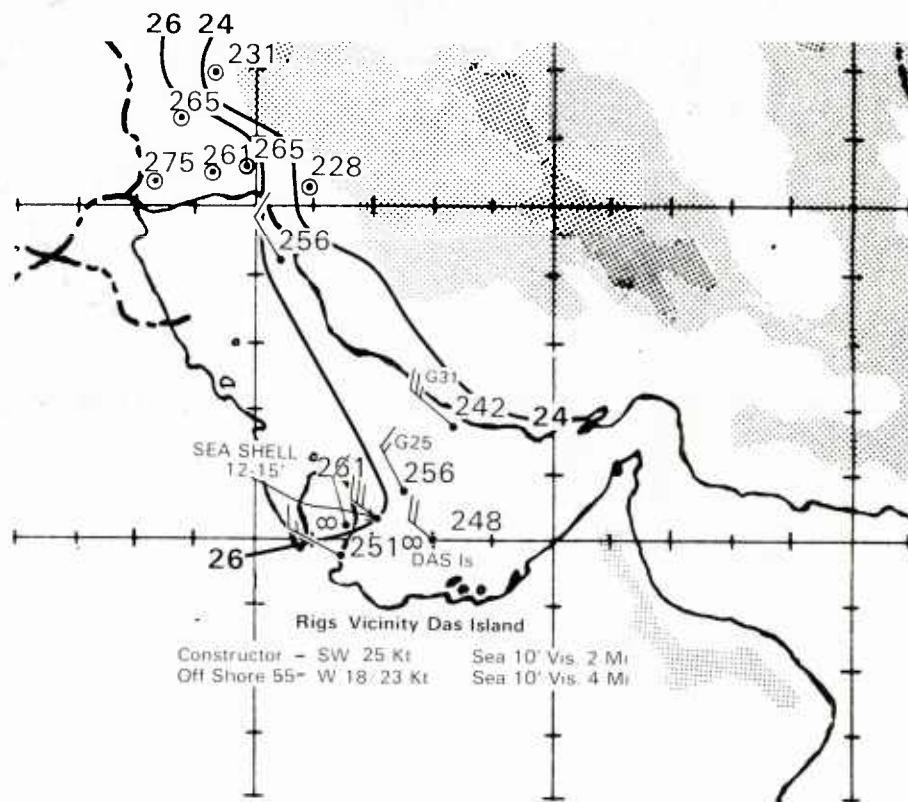 26 24
231
265
275 261 265 228
256
G31
242 24
G25
SEA SHELL
12-15'
261 256
248
251
DAS Is
26
Rigs Vicinity Das Island
Constructor – SW 25 Kt Sea 10' Vis. 2 Mi
Off Shore 55– W 18/23 Kt Sea 10' Vis. 4 Mi